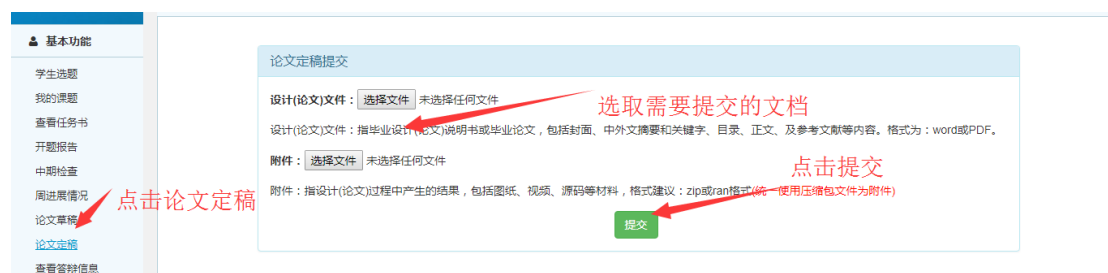 基本功能
学生选题
我的课题
查看任务书
开题报告
中期检查
周进展情况
论文草稿
论文定稿
查看答辩信息
点击论文定稿
论文定稿提交
设计(论文)文件：选择文件 未选择任何文件
选取需要提交的文档
设计(论文)文件：指毕业设计(论文)说明书或毕业论文，包括封面、中外文摘要和关键字、目录、正文、及参考文献等内容。格式为：word或PDF。
附件：选择文件 未选择任何文件
点击提交
附件：指设计(论文)过程中产生的结果，包括图纸、视频、源码等材料，格式建议：zip或ran格式(统一使用压缩包文件为附件)
提交